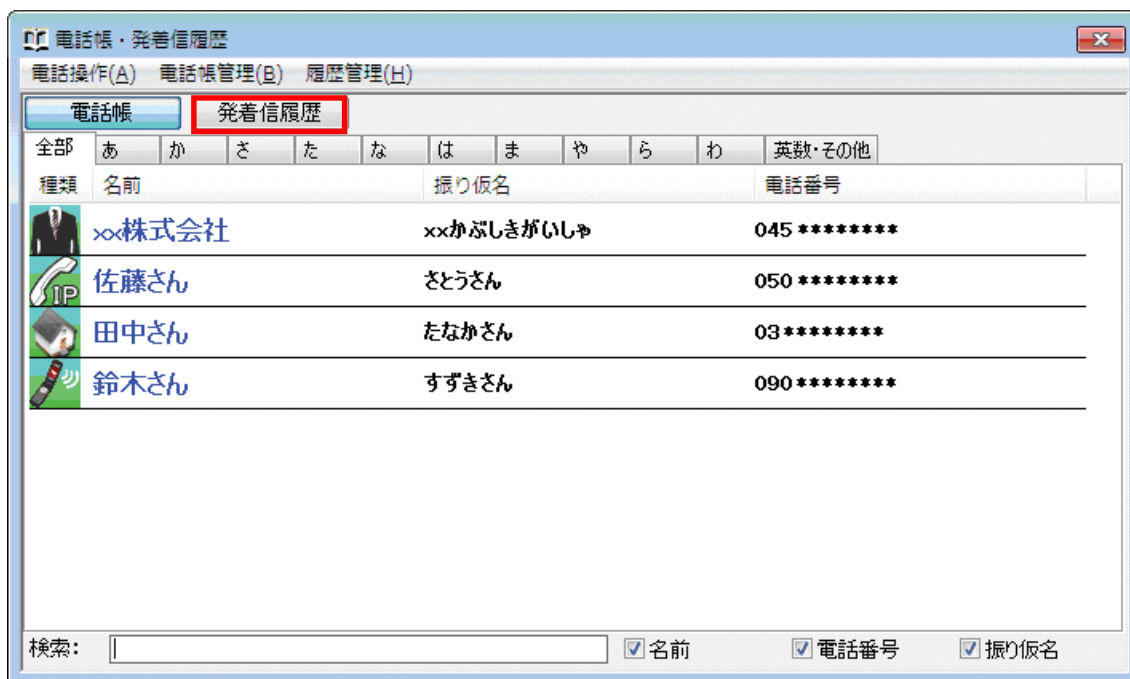 電話帳・発着信履歴
電話操作(A) 電話帳管理(B) 履歴管理(H)
電話帳 発着信履歴
全部 あ か さ た な は ま や ら わ 英数・その他
種類 名前 振り仮名 電話番号
xx株式会社 xxかぶしきがいしゃ 045********
IP 佐藤さん さとうさん 050********
田中さん たなかさん 03********
鈴木さん すずきさん 090********
検索: 名前 電話番号 振り仮名